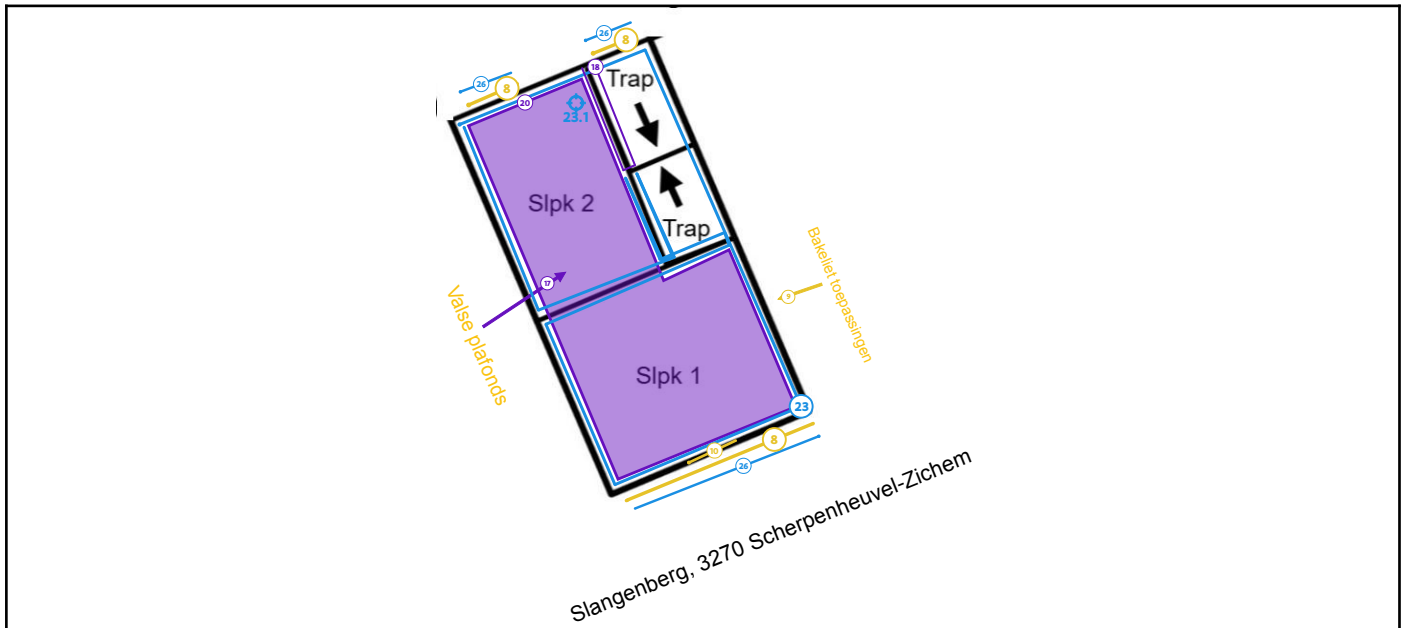 26
8
26
8
18
20
Trap
23.1
Slpk 2
Trap
17
9
Bakeliet toepassingen
Valse plafonds
Slpk 1
23
8
10
26
Slangenberg, 3270 Scherpenheuvel-Zichem